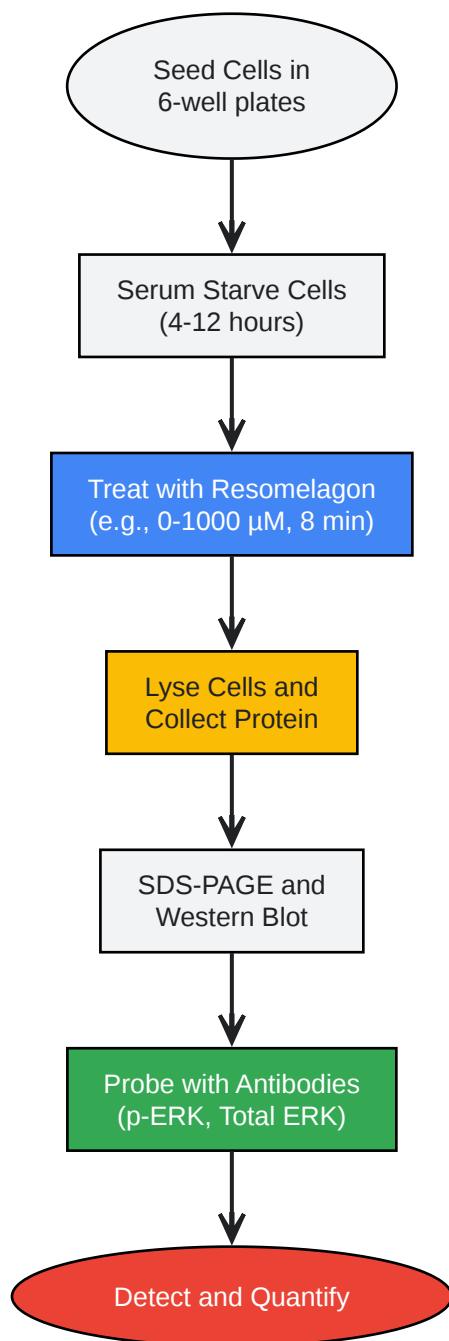 Seed Cells in
6-well plates
Serum Starve Cells
(4-12 hours)
Treat with Resomelagon
(e.g., 0-1000 µM, 8 min)
Lyse Cells and
Collect Protein
SDS-PAGE and
Western Blot
Probe with Antibodies
(p-ERK, Total ERK)
Detect and Quantify